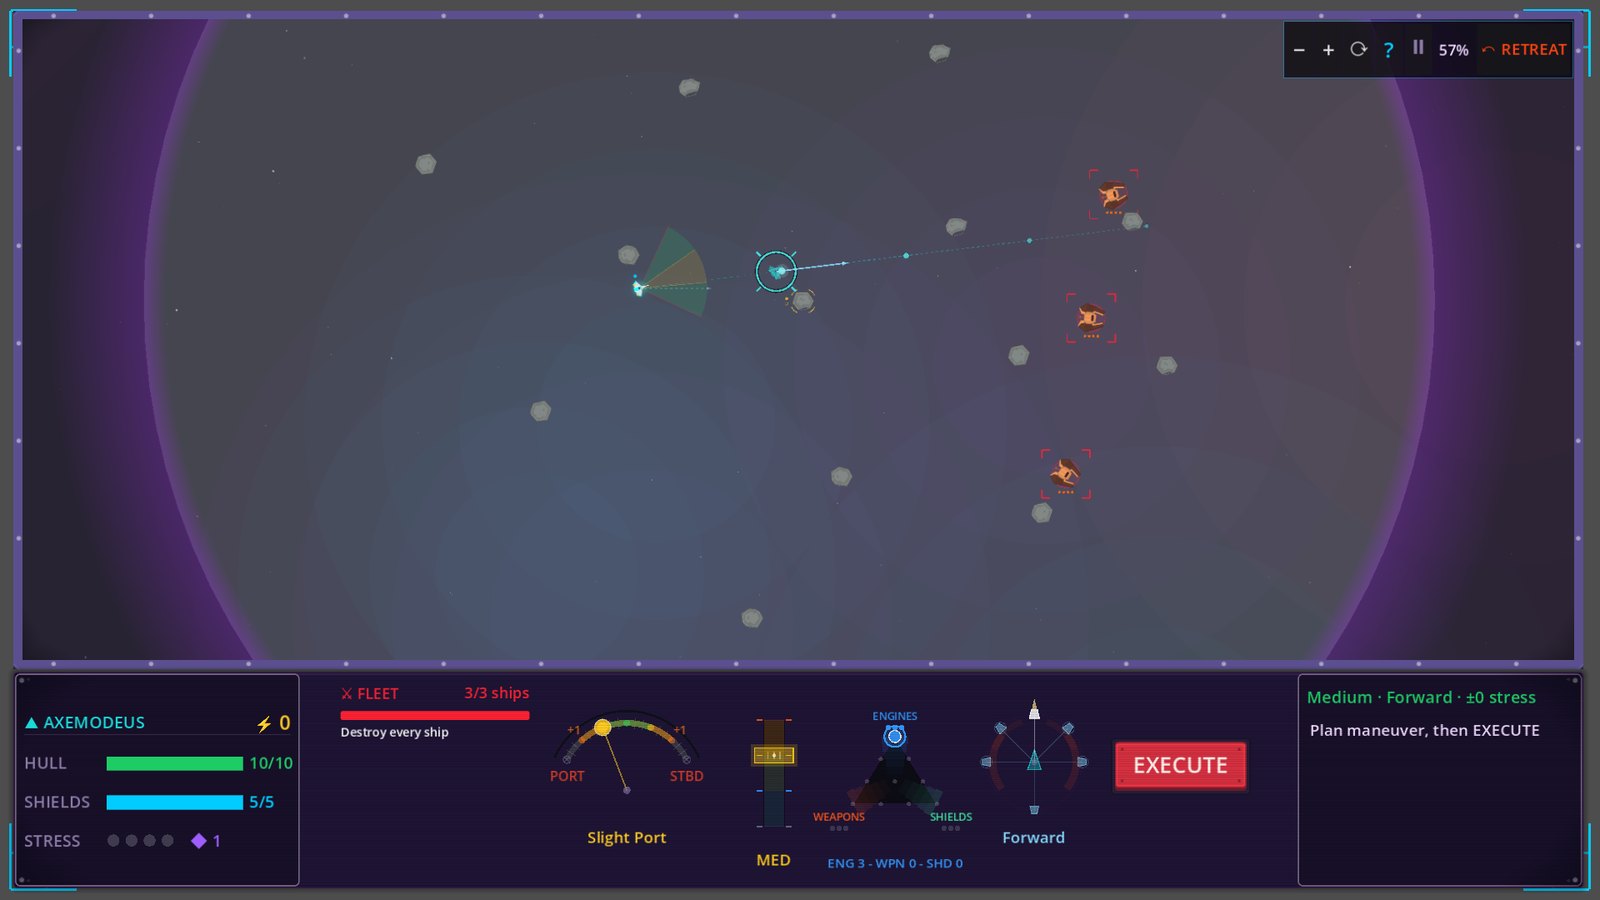 − + ? 57% RETREAT
AXEMODEUS 0
HULL 10/10
SHIELDS 5/5
STRESS 1
FLEET 3/3 ships
Destroy every ship
+1 +1
PORT STBD
Slight Port
MED
ENGINES
WEAPONS SHIELDS
ENG 3 - WPN 0 - SHD 0
Forward
EXECUTE
Medium · Forward · ±0 stress
Plan maneuver, then EXECUTE